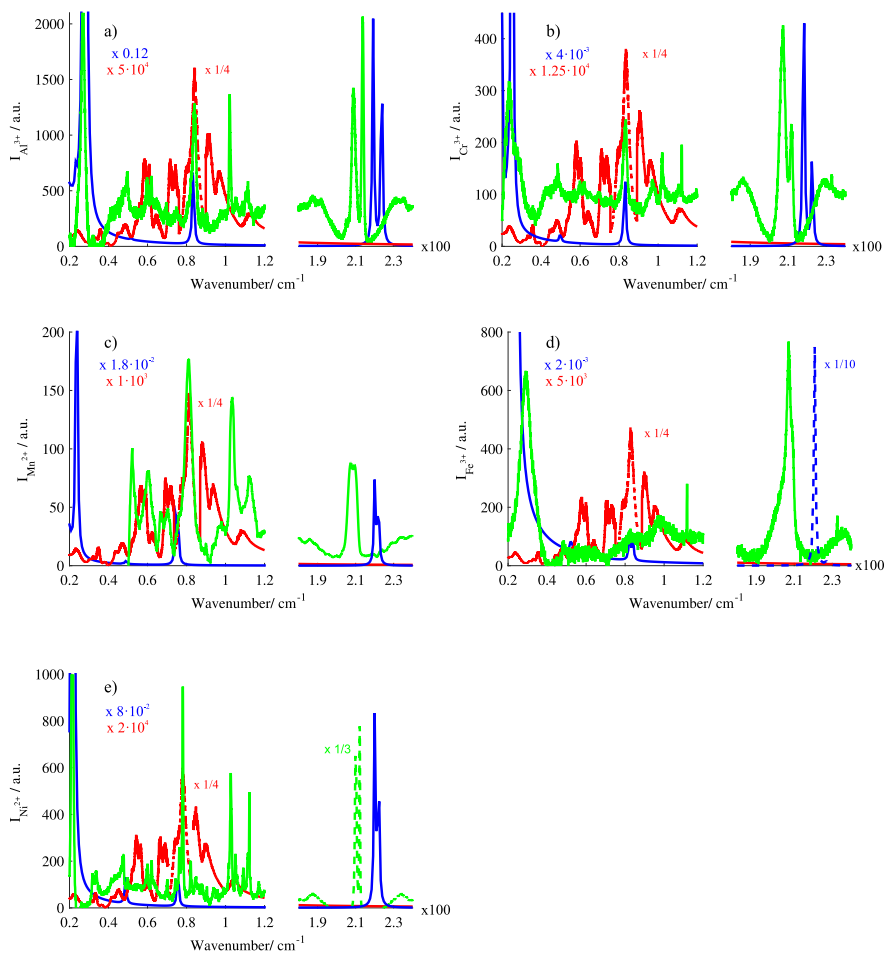 a)
x 0.12
x 5·10⁴
x 1/4
I Al³⁺ / a.u.
2000
1500
1000
500
0
0.2 0.4 0.6 0.8 1 1.2 1.9 2.1 2.3 x100
Wavenumber/ cm⁻¹
b)
x 4·10⁻³
x 1.25·10⁴
x 1/4
I Cr³⁺ / a.u.
400
300
200
100
0
0.2 0.4 0.6 0.8 1 1.2 1.9 2.1 2.3 x100
Wavenumber/ cm⁻¹
c)
x 1.8·10⁻²
x 1·10³
x 1/4
I Mn²⁺ / a.u.
200
150
100
50
0
0.2 0.4 0.6 0.8 1 1.2 1.9 2.1 2.3
Wavenumber/ cm⁻¹
d)
x 2·10⁻³
x 5·10³
x 1/4
x 1/10
I Fe³⁺ / a.u.
800
600
400
200
0
0.2 0.4 0.6 0.8 1 1.2 1.9 2.1 2.3 x100
Wavenumber/ cm⁻¹
e)
x 8·10⁻²
x 2·10⁴
x 1/4
x 1/3
I Ni²⁺ / a.u.
1000
800
600
400
200
0
0.2 0.4 0.6 0.8 1 1.2 1.9 2.1 2.3 x100
Wavenumber/ cm⁻¹